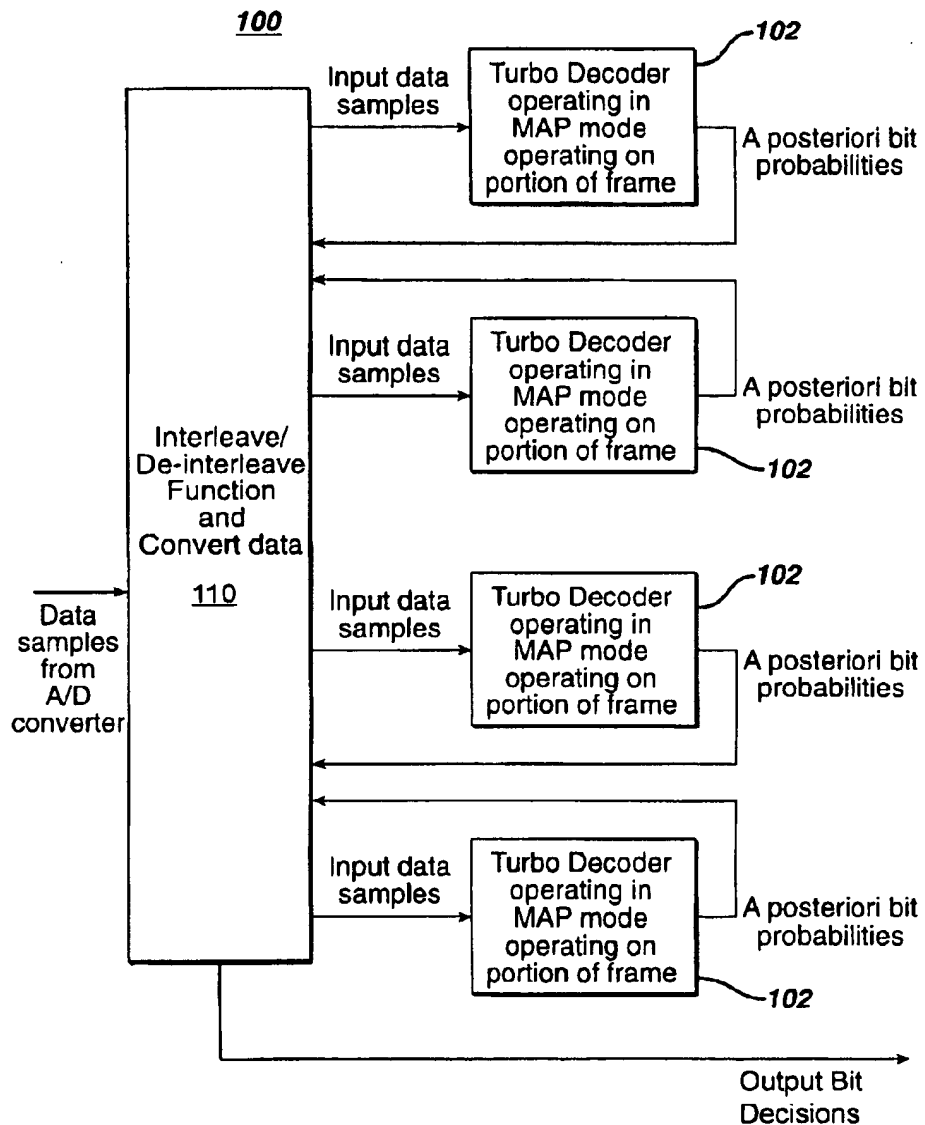 100
102
Input data
samples
Turbo Decoder
operating in
MAP mode
operating on
portion of frame
A posteriori bit
probabilities
Input data
samples
Turbo Decoder
operating in
MAP mode
operating on
portion of frame
A posteriori bit
probabilities
102
Interleave/
De-interleave
Function
and
Convert data
110
Data
samples
from
A/D
converter
102
Input data
samples
Turbo Decoder
operating in
MAP mode
operating on
portion of frame
A posteriori bit
probabilities
Input data
samples
Turbo Decoder
operating in
MAP mode
operating on
portion of frame
A posteriori bit
probabilities
102
Output Bit
Decisions